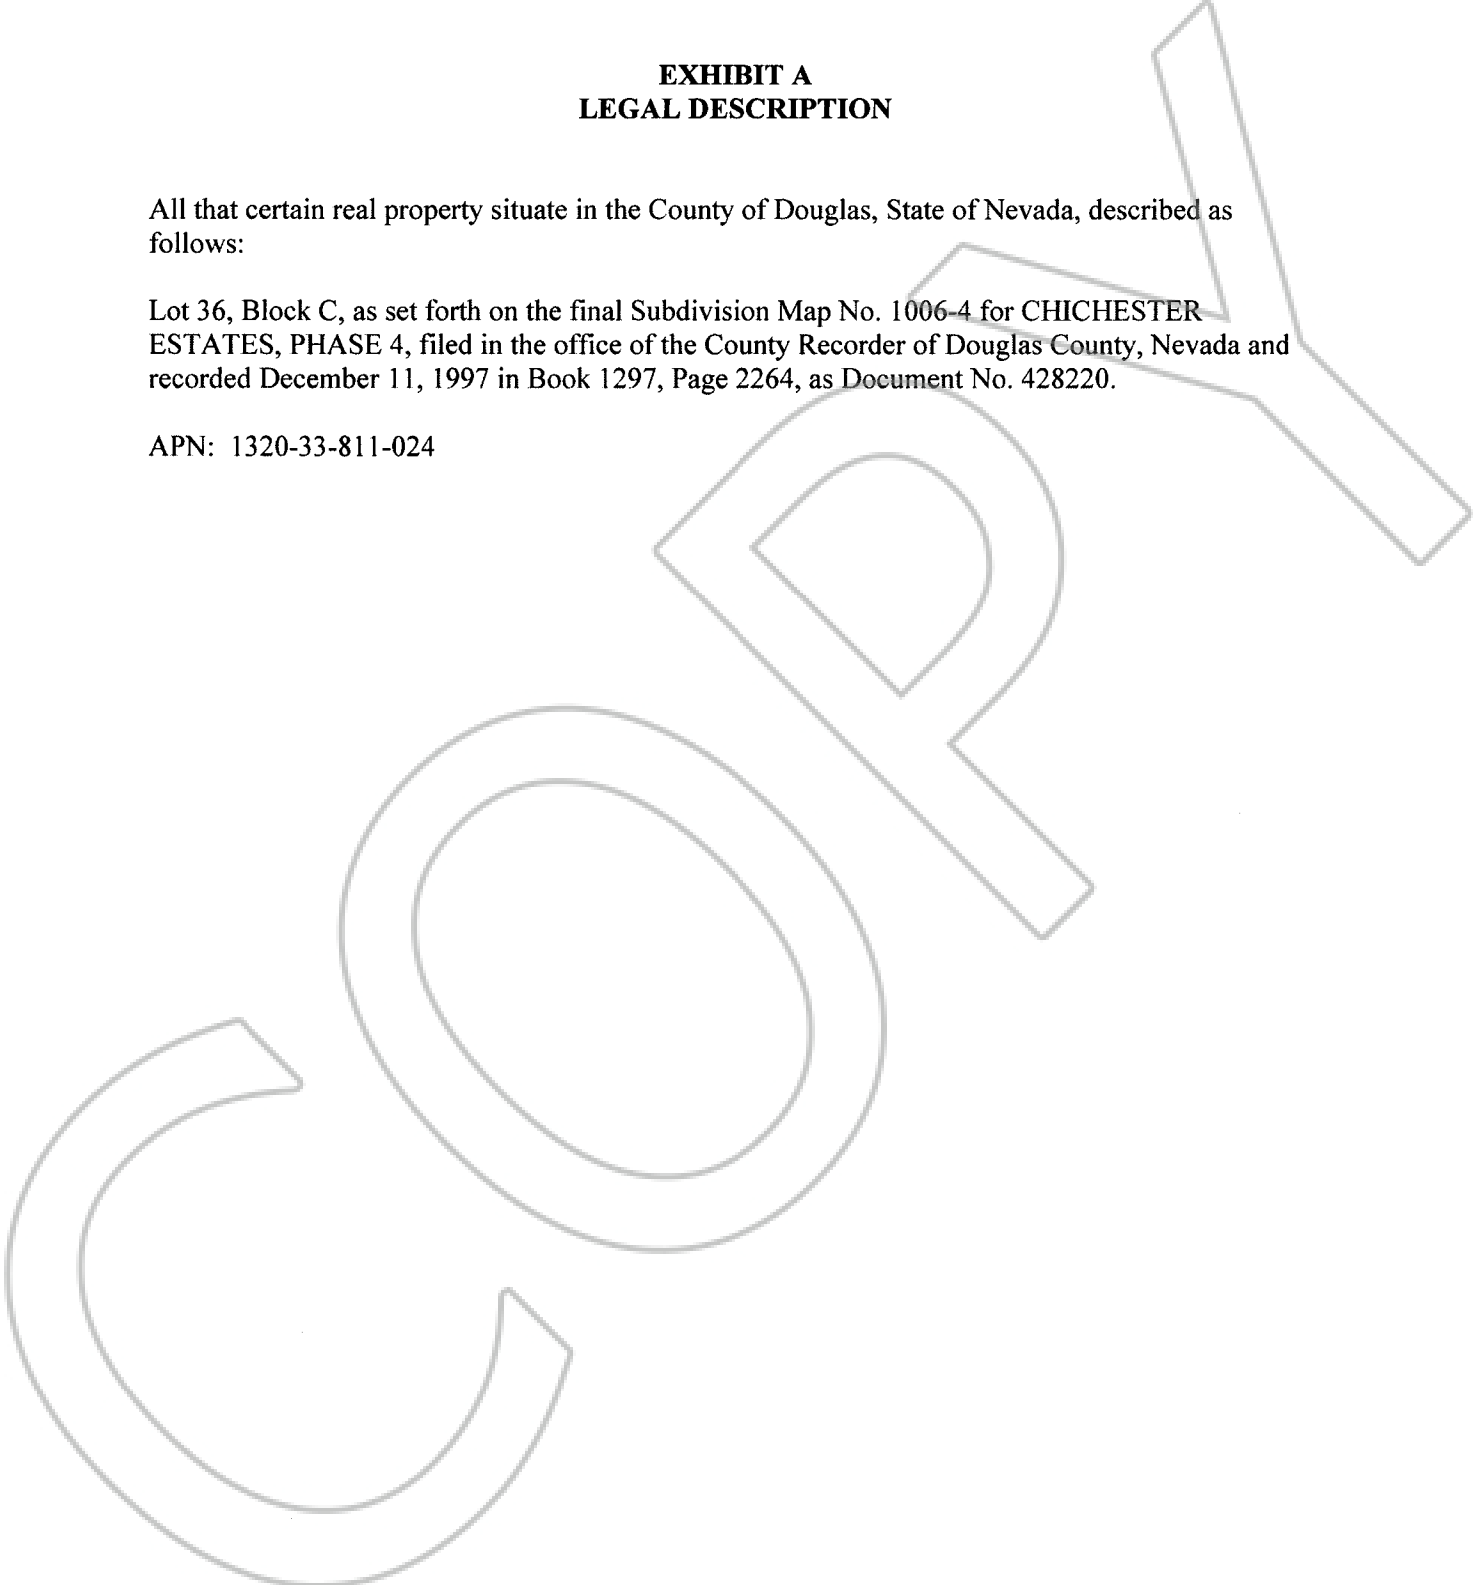 EXHIBIT A
LEGAL DESCRIPTION
All that certain real property situate in the County of Douglas, State of Nevada, described as
follows:
Lot 36, Block C, as set forth on the final Subdivision Map No. 1006-4 for CHICHESTER
ESTATES, PHASE 4, filed in the office of the County Recorder of Douglas County, Nevada and
recorded December 11, 1997 in Book 1297, Page 2264, as Document No. 428220.
APN: 1320-33-811-024
COPY